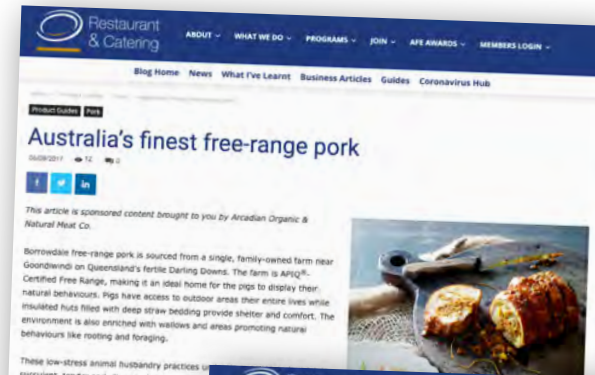 Restaurant
& Catering
ABOUT WHAT WE DO PROGRAMS JOIN AFE AWARDS MEMBERS LOGIN
Blog Home News What I've Learnt Business Articles Guides Coronavirus Hub
Product Guides Pork
Australia's finest free-range pork
12 0
f in
This article is sponsored content brought to you by Arcadian Organic &
Natural Meat Co.
Borrowdale free-range pork is sourced from a single, family-owned farm near
Goondiwindi on Queensland's fertile Darling Downs. The farm is APIQ®-
Certified Free Range, making it an ideal home for the pigs to display their
natural behaviours. Pigs have access to outdoor areas their entire lives while
insulated huts filled with deep straw bedding provide shelter and comfort. The
environment is also enriched with wallows and areas promoting natural
behaviours like rooting and foraging.
These low-stress animal husbandry practices